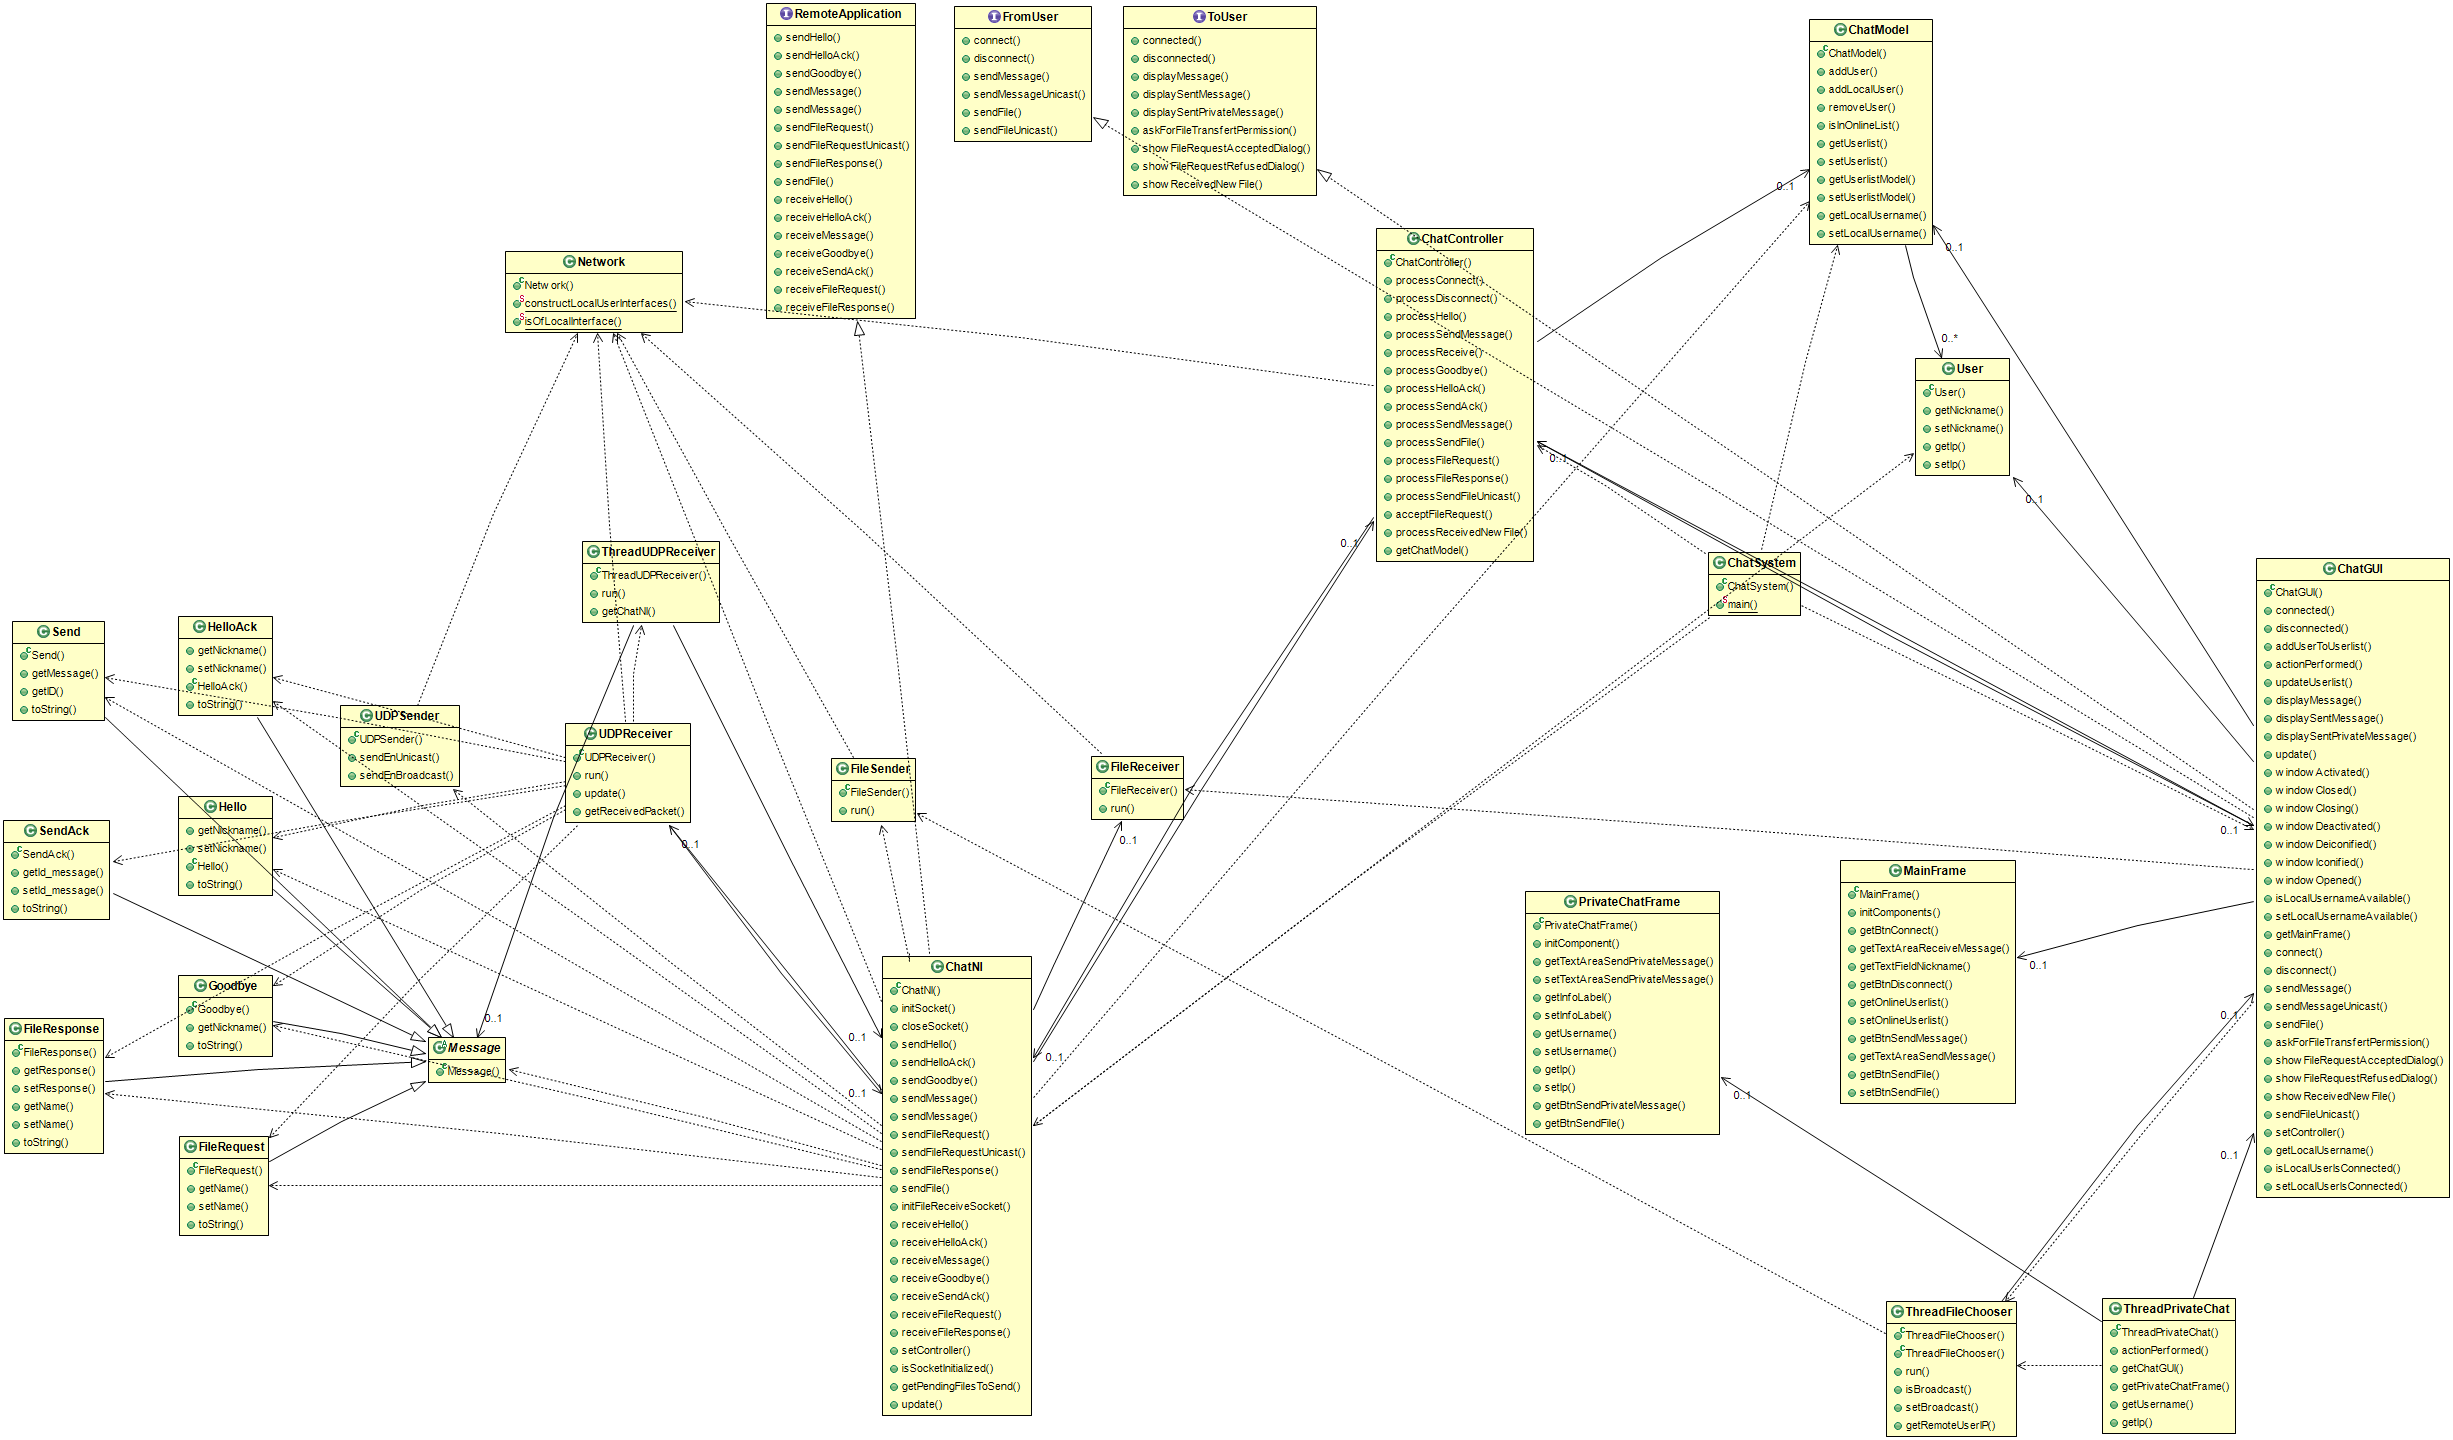 RemoteApplication
sendHello()
sendHelloAck()
sendGoodbye()
sendMessage()
sendMessage()
sendFileRequest()
sendFileRequestUnicast()
sendFileResponse()
sendFile()
receiveHello()
receiveHelloAck()
receiveMessage()
receiveGoodbye()
receiveSendAck()
receiveFileRequest()
receiveFileResponse()
FromUser
connect()
disconnect()
sendMessage()
sendMessageUnicast()
sendFile()
sendFileUnicast()
ToUser
connected()
disconnected()
displayMessage()
displaySentMessage()
displaySentPrivateMessage()
askForFileTransfertPermission()
showFileRequestAcceptedDialog()
showFileRequestRefusedDialog()
showReceivedNewFile()
ChatModel
ChatModel()
addUser()
addLocalUser()
removeUser()
isInOnlineList()
getUserlist()
setUserlist()
getUserlistModel()
setUserlistModel()
getLocalUsername()
setLocalUsername()
0..1
0..1
0..*
ChatController
ChatController()
processConnect()
processDisconnect()
processHello()
processSendMessage()
processReceive()
processGoodbye()
processHelloAck()
processSendAck()
processSendMessage()
processSendFile()
processFileRequest()
processFileResponse()
processSendFileUnicast()
acceptFileRequest()
processReceivedNewFile()
getChatModel()
0..1
0..1
Network
Network()
constructLocalUserInterfaces()
isOfLocalInterface()
User
User()
getNickname()
setNickname()
getIp()
setIp()
0..1
ThreadUDPReceiver
ThreadUDPReceiver()
run()
getChatNI()
ChatSystem
ChatSystem()
main()
ChatGUI
ChatGUI()
connected()
disconnected()
addUserToUserlist()
actionPerformed()
updateUserlist()
displayMessage()
displaySentMessage()
displaySentPrivateMessage()
update()
windowActivated()
windowClosed()
windowClosing()
windowDeactivated()
windowDeiconified()
windowIconified()
windowOpened()
isLocalUsernameAvailable()
setLocalUsernameAvailable()
getMainFrame()
connect()
disconnect()
sendMessage()
sendMessageUnicast()
sendFile()
askForFileTransfertPermission()
showFileRequestAcceptedDialog()
showFileRequestRefusedDialog()
showReceivedNewFile()
sendFileUnicast()
setController()
getLocalUsername()
isLocalUserIsConnected()
setLocalUserIsConnected()
0..1
0..1
0..1
Send
Send()
getMessage()
getID()
toString()
HelloAck
getNickname()
setNickname()
HelloAck()
toString()
UDPSender
UDPSender()
sendEnUnicast()
sendEnBroadcast()
UDPReceiver
UDPReceiver()
run()
update()
getReceivedPacket()
0..1
FileSender
FileSender()
run()
FileReceiver
FileReceiver()
run()
0..1
SendAck
SendAck()
getId_message()
setId_message()
toString()
Hello
getNickname()
setNickname()
Hello()
toString()
PrivateChatFrame
PrivateChatFrame()
initComponent()
getTextAreaSendPrivateMessage()
setTextAreaSendPrivateMessage()
getInfoLabel()
setInfoLabel()
getUsername()
setUsername()
getIp()
setIp()
getBtnSendPrivateMessage()
getBtnSendFile()
0..1
MainFrame
MainFrame()
initComponents()
getBtnConnect()
getTextAreaReceiveMessage()
getTextFieldNickname()
getBtnDisconnect()
getOnlineUserlist()
setOnlineUserlist()
getBtnSendMessage()
getTextAreaSendMessage()
getBtnSendFile()
setBtnSendFile()
0..1
ChatNI
ChatNI()
initSocket()
closeSocket()
sendHello()
sendHelloAck()
sendGoodbye()
sendMessage()
sendMessage()
sendFileRequest()
sendFileRequestUnicast()
sendFileResponse()
sendFile()
initFileReceiveSocket()
receiveHello()
receiveHelloAck()
receiveMessage()
receiveGoodbye()
receiveSendAck()
receiveFileRequest()
receiveFileResponse()
setController()
isSocketInitialized()
getPendingFilesToSend()
update()
0..1
0..1
0..1
Goodbye
Goodbye()
getNickname()
toString()
FileResponse
FileResponse()
getResponse()
setResponse()
getName()
setName()
toString()
0..1
Message
Message()
FileRequest
FileRequest()
getName()
setName()
toString()
ThreadFileChooser
ThreadFileChooser()
ThreadFileChooser()
run()
isBroadcast()
setBroadcast()
getRemoteUserIP()
ThreadPrivateChat
ThreadPrivateChat()
actionPerformed()
getChatGUI()
getPrivateChatFrame()
getUsername()
getIp()